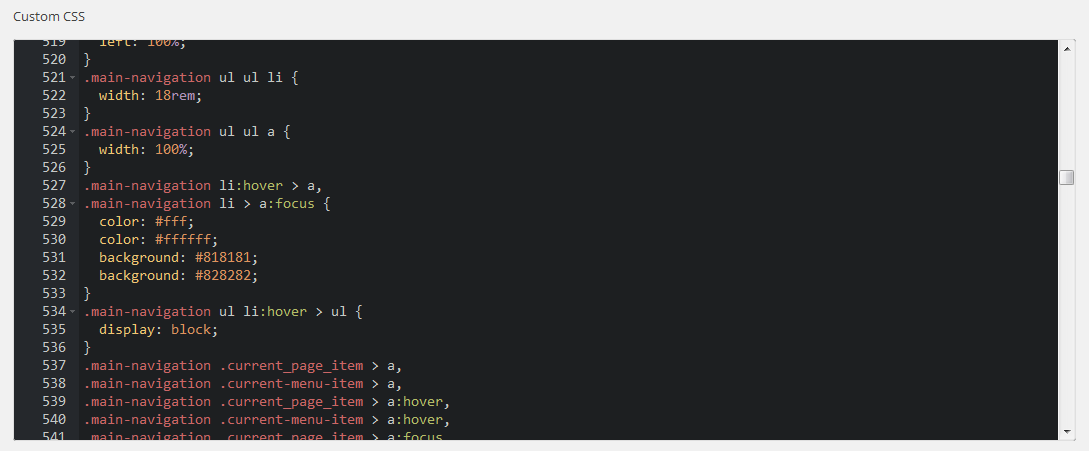 Custom CSS
519 left: 100%;
520 }
521 .main-navigation ul ul li {
522 width: 18rem;
523 }
524 .main-navigation ul ul a {
525 width: 100%;
526 }
527 .main-navigation li:hover > a,
528 .main-navigation li > a:focus {
529 color: #fff;
530 color: #ffffff;
531 background: #818181;
532 background: #828282;
533 }
534 .main-navigation ul li:hover > ul {
535 display: block;
536 }
537 .main-navigation .current_page_item > a,
538 .main-navigation .current-menu-item > a,
539 .main-navigation .current_page_item > a:hover,
540 .main-navigation .current-menu-item > a:hover,
541 .main-navigation .current_page_item > a:focus